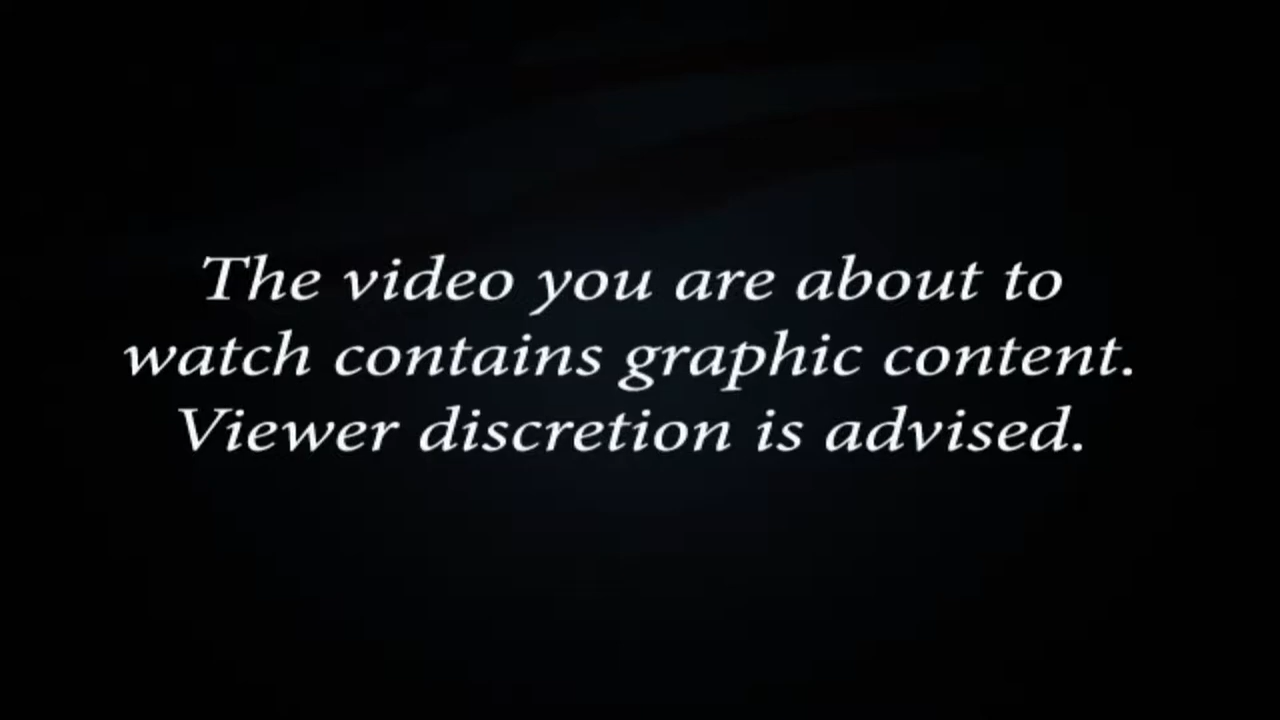 The video you are about to
watch contains graphic content.
Viewer discretion is advised.